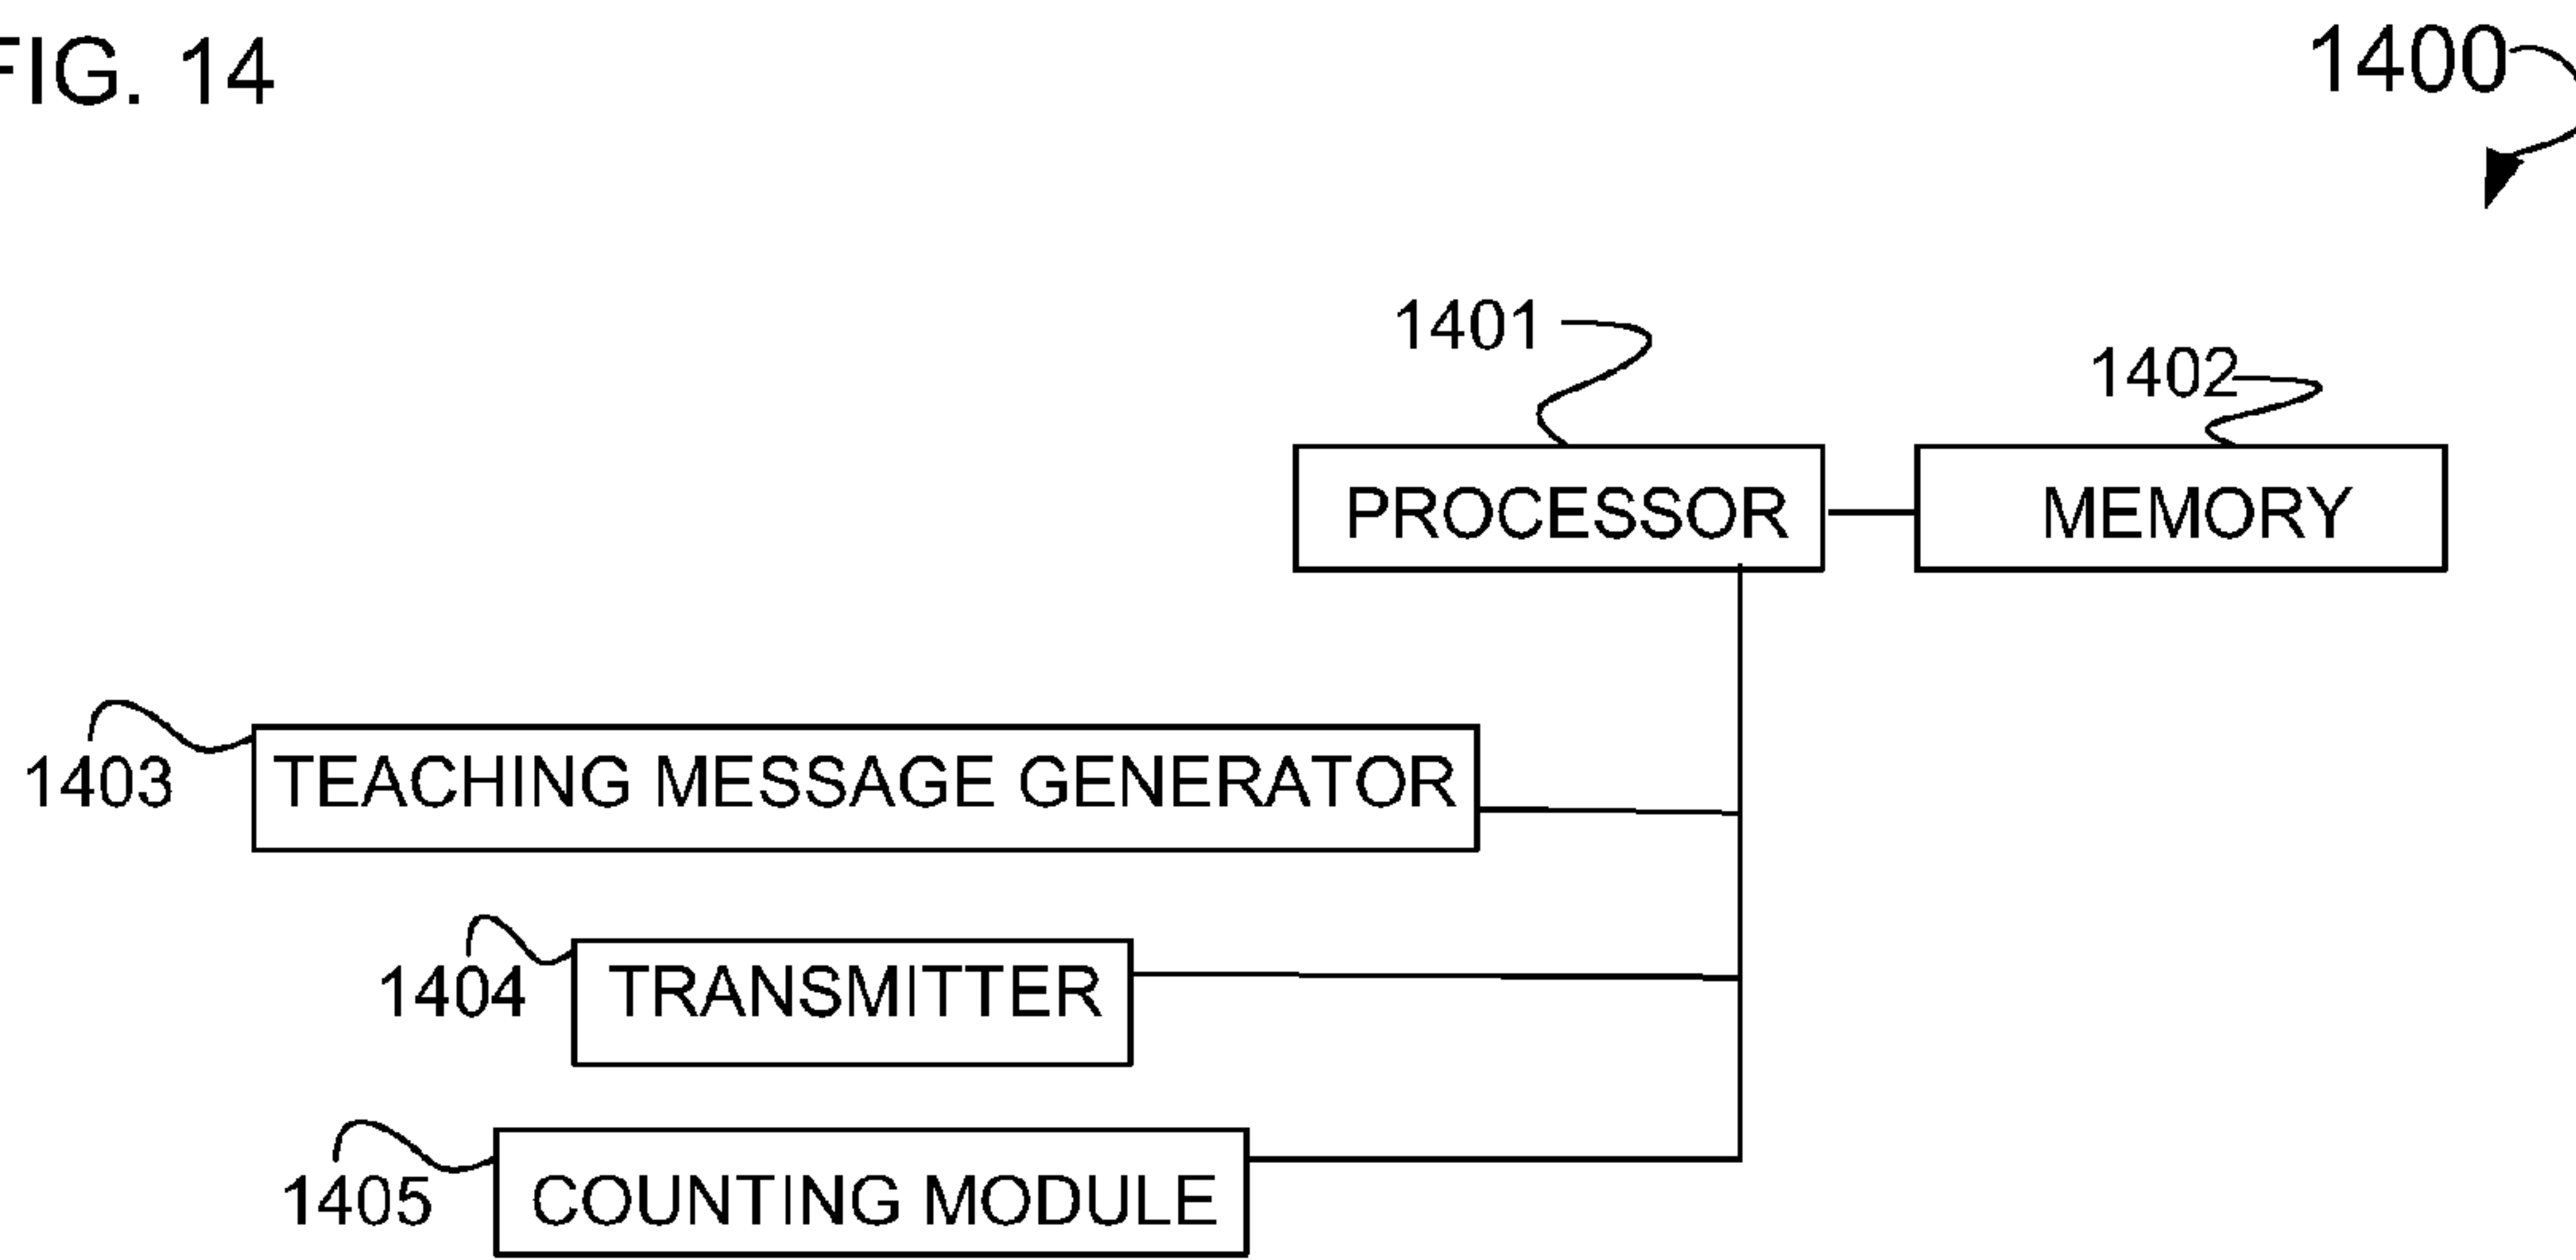 FIG. 14
1400
1401
1402
PROCESSOR
MEMORY
1403
TEACHING MESSAGE GENERATOR
1404
TRANSMITTER
1405
COUNTING MODULE